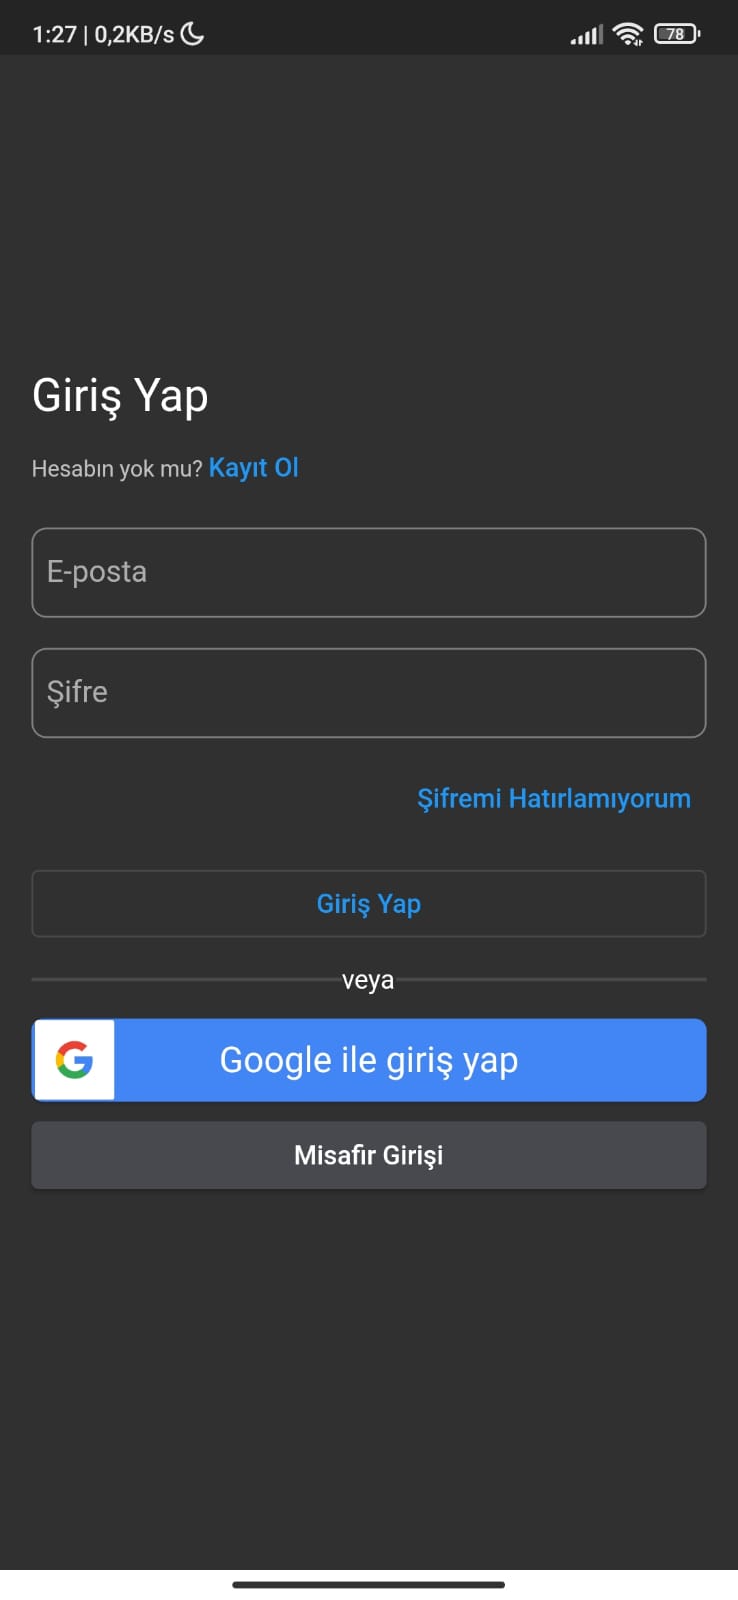 1:27 | 0,2KB/s 78
Giriş Yap
Hesabın yok mu? Kayıt Ol
E-posta
Şifre
Şifremi Hatırlamıyorum
Giriş Yap
veya
Google ile giriş yap
Misafir Girişi